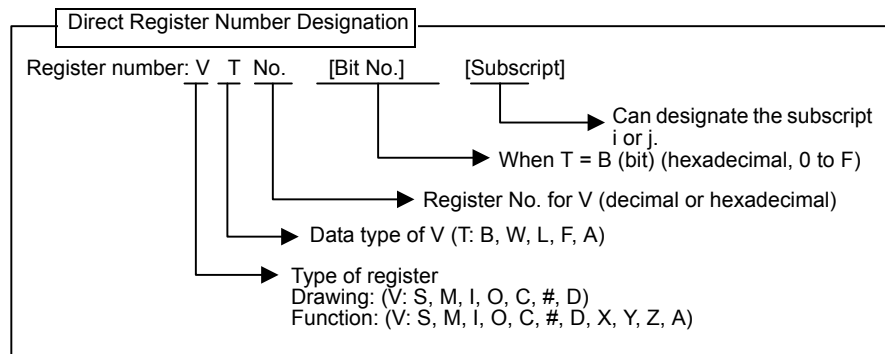 Direct Register Number Designation
Register number: V T No. [Bit No.] [Subscript]
Can designate the subscript
i or j.
When T = B (bit) (hexadecimal, 0 to F)
Register No. for V (decimal or hexadecimal)
Data type of V (T: B, W, L, F, A)
Type of register
Drawing: (V: S, M, I, O, C, #, D)
Function: (V: S, M, I, O, C, #, D, X, Y, Z, A)